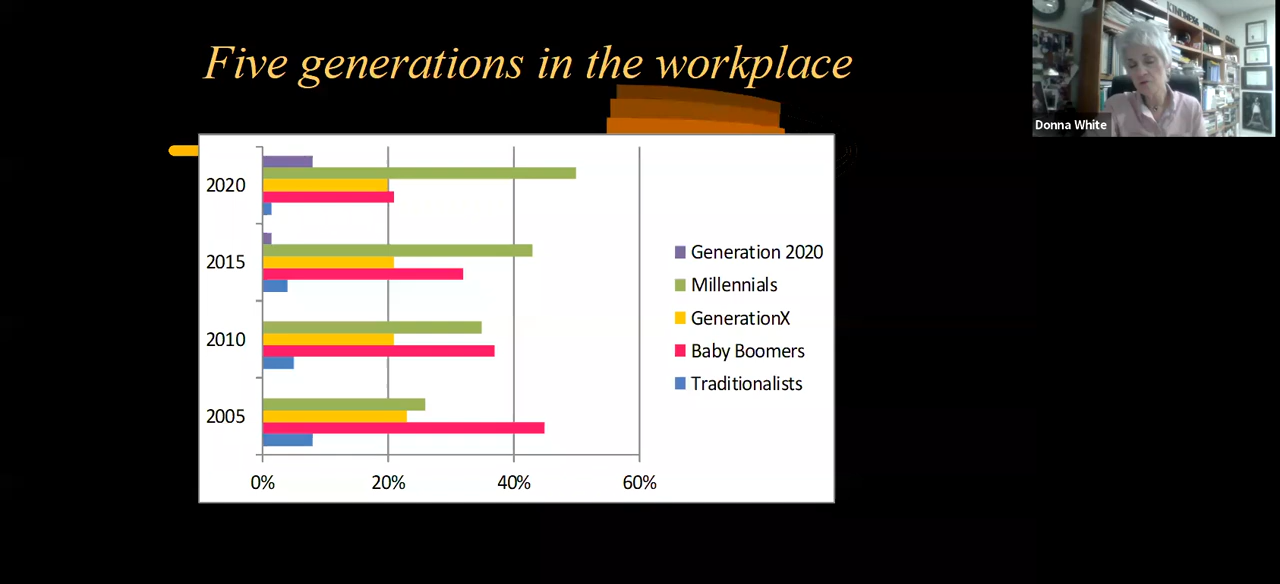 Five generations in the workplace
Donna White
2020
2015
2010
2005
0%
20%
40%
60%
Generation 2020
Millennials
GenerationX
Baby Boomers
Traditionalists
KINDNESS